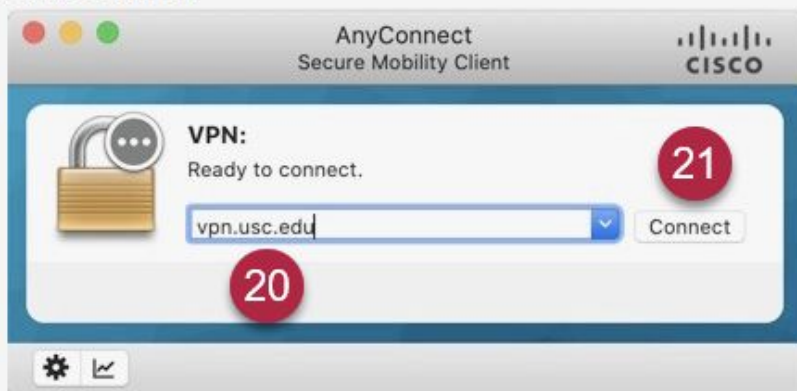 AnyConnect
Secure Mobility Client
CISCO
VPN:
Ready to connect.
21
vpn.usc.edu
Connect
20